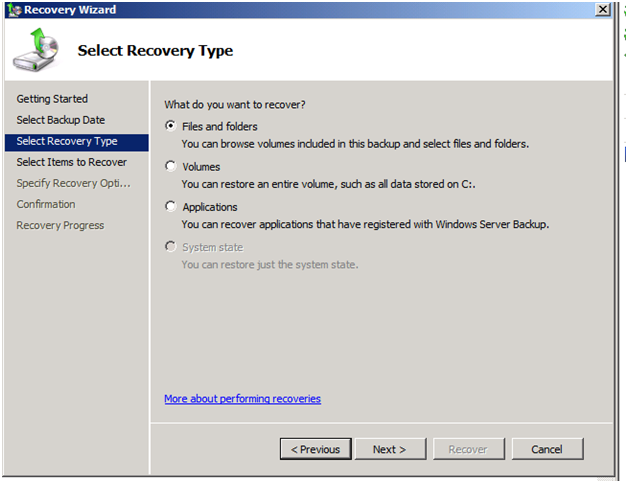 Recovery Wizard
Select Recovery Type
Getting Started
Select Backup Date
Select Recovery Type
Select Items to Recover
Specify Recovery Opti...
Confirmation
Recovery Progress
What do you want to recover?
Files and folders
You can browse volumes included in this backup and select files and folders.
Volumes
You can restore an entire volume, such as all data stored on C:.
Applications
You can recover applications that have registered with Windows Server Backup.
System state
You can restore just the system state.
More about performing recoveries
< Previous
Next >
Recover
Cancel